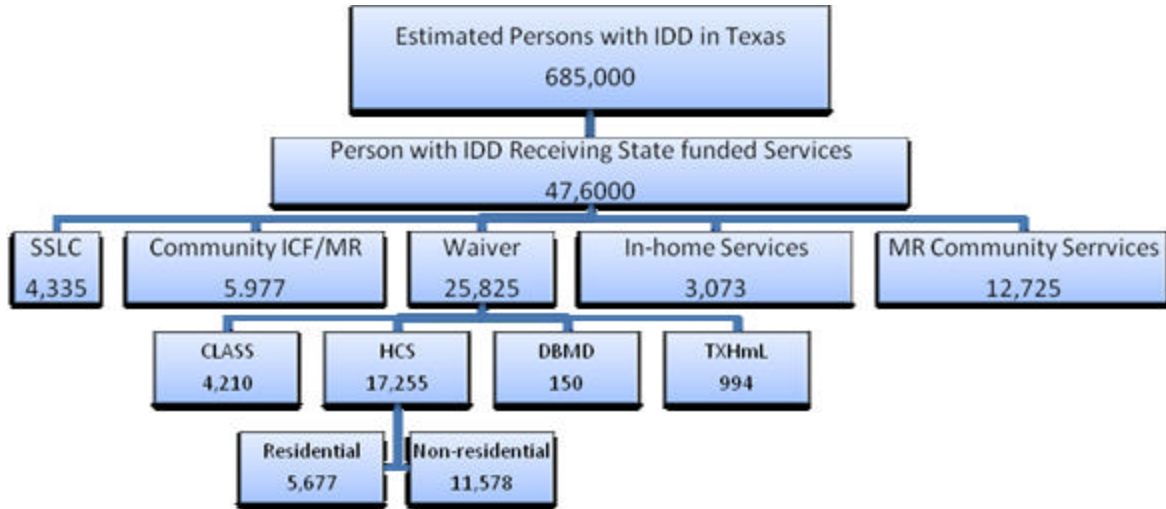 Estimated Persons with IDD in Texas
685,000
Person with IDD Receiving State funded Services
47,6000
SSLC
4,335
Community ICF/MR
5.977
Waiver
25,825
In-home Services
3,073
MR Community Serrvices
12,725
CLASS
4,210
HCS
17,255
DBMD
150
TXHmL
994
Residential
5,677
Non-residential
11,578